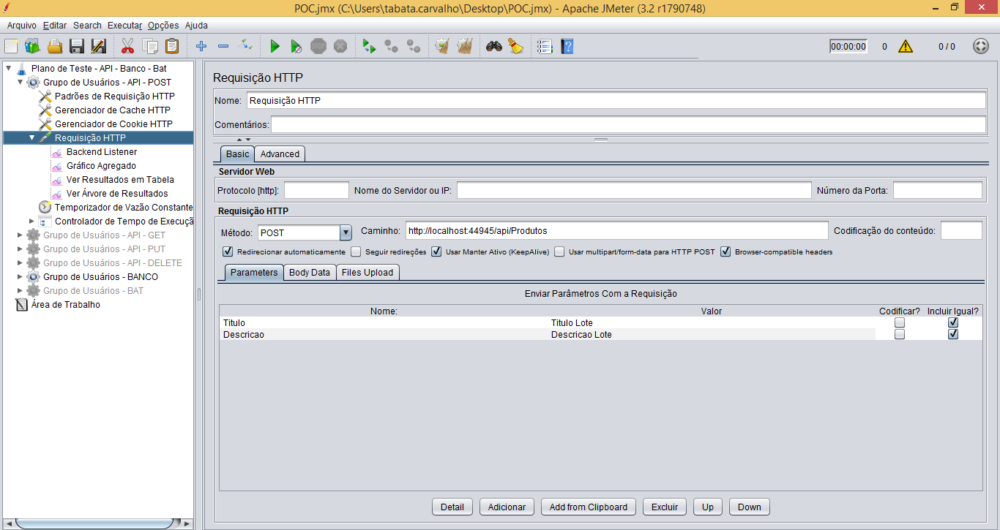 POC.jmx (C:\Users\tabata.carvalho\Desktop\POC.jmx) - Apache JMeter (3.2 r1790748)
Arquivo Editar Search Executar Opções Ajuda
STOP 00:00:00 0 0 / 0
Plano de Teste - API - Banco - Bat
Grupo de Usuários - API - POST
Padrões de Requisição HTTP
Gerenciador de Cache HTTP
Gerenciador de Cookie HTTP
Requisição HTTP
Backend Listener
Gráfico Agregado
Ver Resultados em Tabela
Ver Árvore de Resultados
Temporizador de Vazão Constante
Controlador de Tempo de Execuçã
Grupo de Usuários - API - GET
Grupo de Usuários - API - PUT
Grupo de Usuários - API - DELETE
Grupo de Usuários - BANCO
Grupo de Usuários - BAT
Área de Trabalho
Requisição HTTP
Nome: Requisição HTTP
Comentários:
Basic Advanced
Servidor Web
Protocolo [http]: Nome do Servidor ou IP: Número da Porta:
Requisição HTTP
Método: POST Caminho: http://localhost:44945/api/Produtos Codificação do conteúdo:
Redirecionar automaticamente Seguir redireções Usar Manter Ativo (KeepAlive) Usar multipart/form-data para HTTP POST Browser-compatible headers
Parameters Body Data Files Upload
Enviar Parâmetros Com a Requisição
Nome: Valor Codificar? Incluir Igual?
Titulo Titulo Lote
Descricao Descricao Lote
Detail Adicionar Add from Clipboard Excluir Up Down